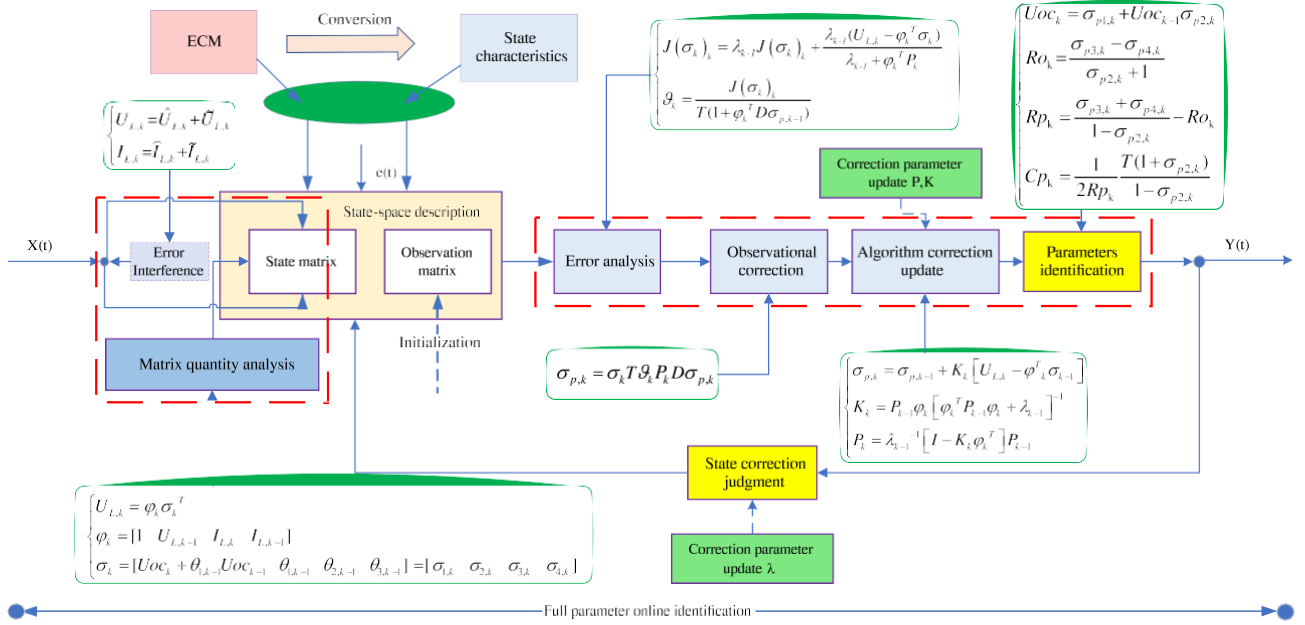 ECM
Conversion
State
characteristics
U_{L,k} = Û_{L,k} + Ũ_{L,k}
I_{L,k} = Î_{L,k} + Ĩ_{L,k}
J(σ_k)_k = λ_{k-1} J(σ_k)_k + λ_{k-1}(U_{L,k} − φ_k^T σ_k) / (λ_{k-1} + φ_k^T P_k)
ϑ_k = J(σ_k)_k / T(1 + φ_k^T Dσ_{p,k-1})
Uoc_k = σ_{p1,k} + Uoc_{k-1} σ_{p2,k}
Ro_k = (σ_{p3,k} − σ_{p4,k}) / (σ_{p2,k} + 1)
Rp_k = (σ_{p3,k} + σ_{p4,k}) / (1 − σ_{p2,k}) − Ro_k
Cp_k = 1 / (2Rp_k) T(1 + σ_{p2,k}) / (1 − σ_{p2,k})
e(t)
Correction parameter
update P,K
X(t)
Error
Interference
State-space description
State matrix
Observation
matrix
Error analysis
Observational
correction
Algorithm correction
update
Parameters
identification
Y(t)
Initialization
Matrix quantity analysis
σ_{p,k} = σ_k T ϑ_k P_k Dσ_{p,k}
σ_{p,k} = σ_{p,k-1} + K_k [U_{L,k} − φ^T_k σ_{k-1}]
K_k = P_{k-1} φ_k [φ_k^T P_{k-1} φ_k + λ_{k-1}]^{-1}
P_k = λ_{k-1}^{-1} [I − K_k φ_k^T] P_{k-1}
State correction
judgment
U_{L,k} = φ_k σ_k^T
φ_k = [1 U_{L,k-1} I_{L,k} I_{L,k-1}]
σ_k = [Uoc_k + θ_{1,k-1} Uoc_{k-1} θ_{1,k-1} θ_{2,k-1} θ_{3,k-1}] = [σ_{1,k} σ_{2,k} σ_{3,k} σ_{4,k}]
Correction parameter
update λ
Full parameter online identification